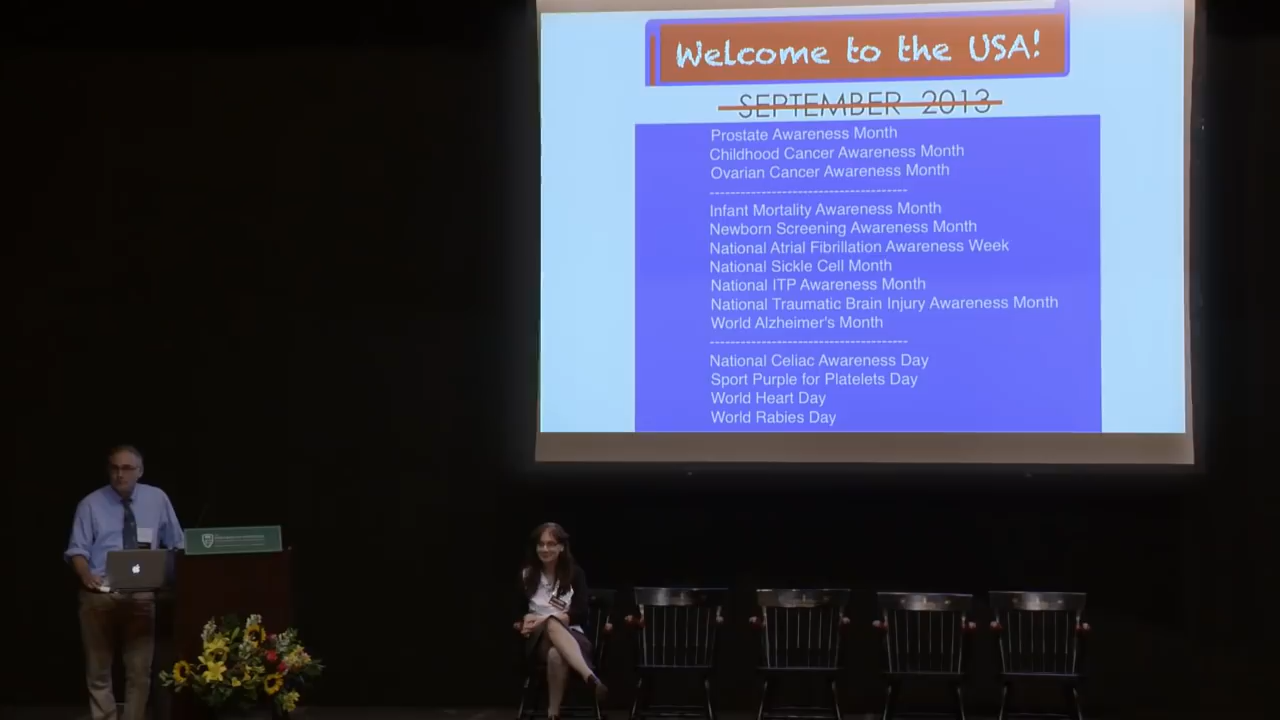 Welcome to the USA!
SEPTEMBER 2013
Prostate Awareness Month
Childhood Cancer Awareness Month
Ovarian Cancer Awareness Month
--------------------------------------
Infant Mortality Awareness Month
Newborn Screening Awareness Month
National Atrial Fibrillation Awareness Week
National Sickle Cell Month
National ITP Awareness Month
National Traumatic Brain Injury Awareness Month
World Alzheimer's Month
--------------------------------------
National Celiac Awareness Day
Sport Purple for Platelets Day
World Heart Day
World Rabies Day